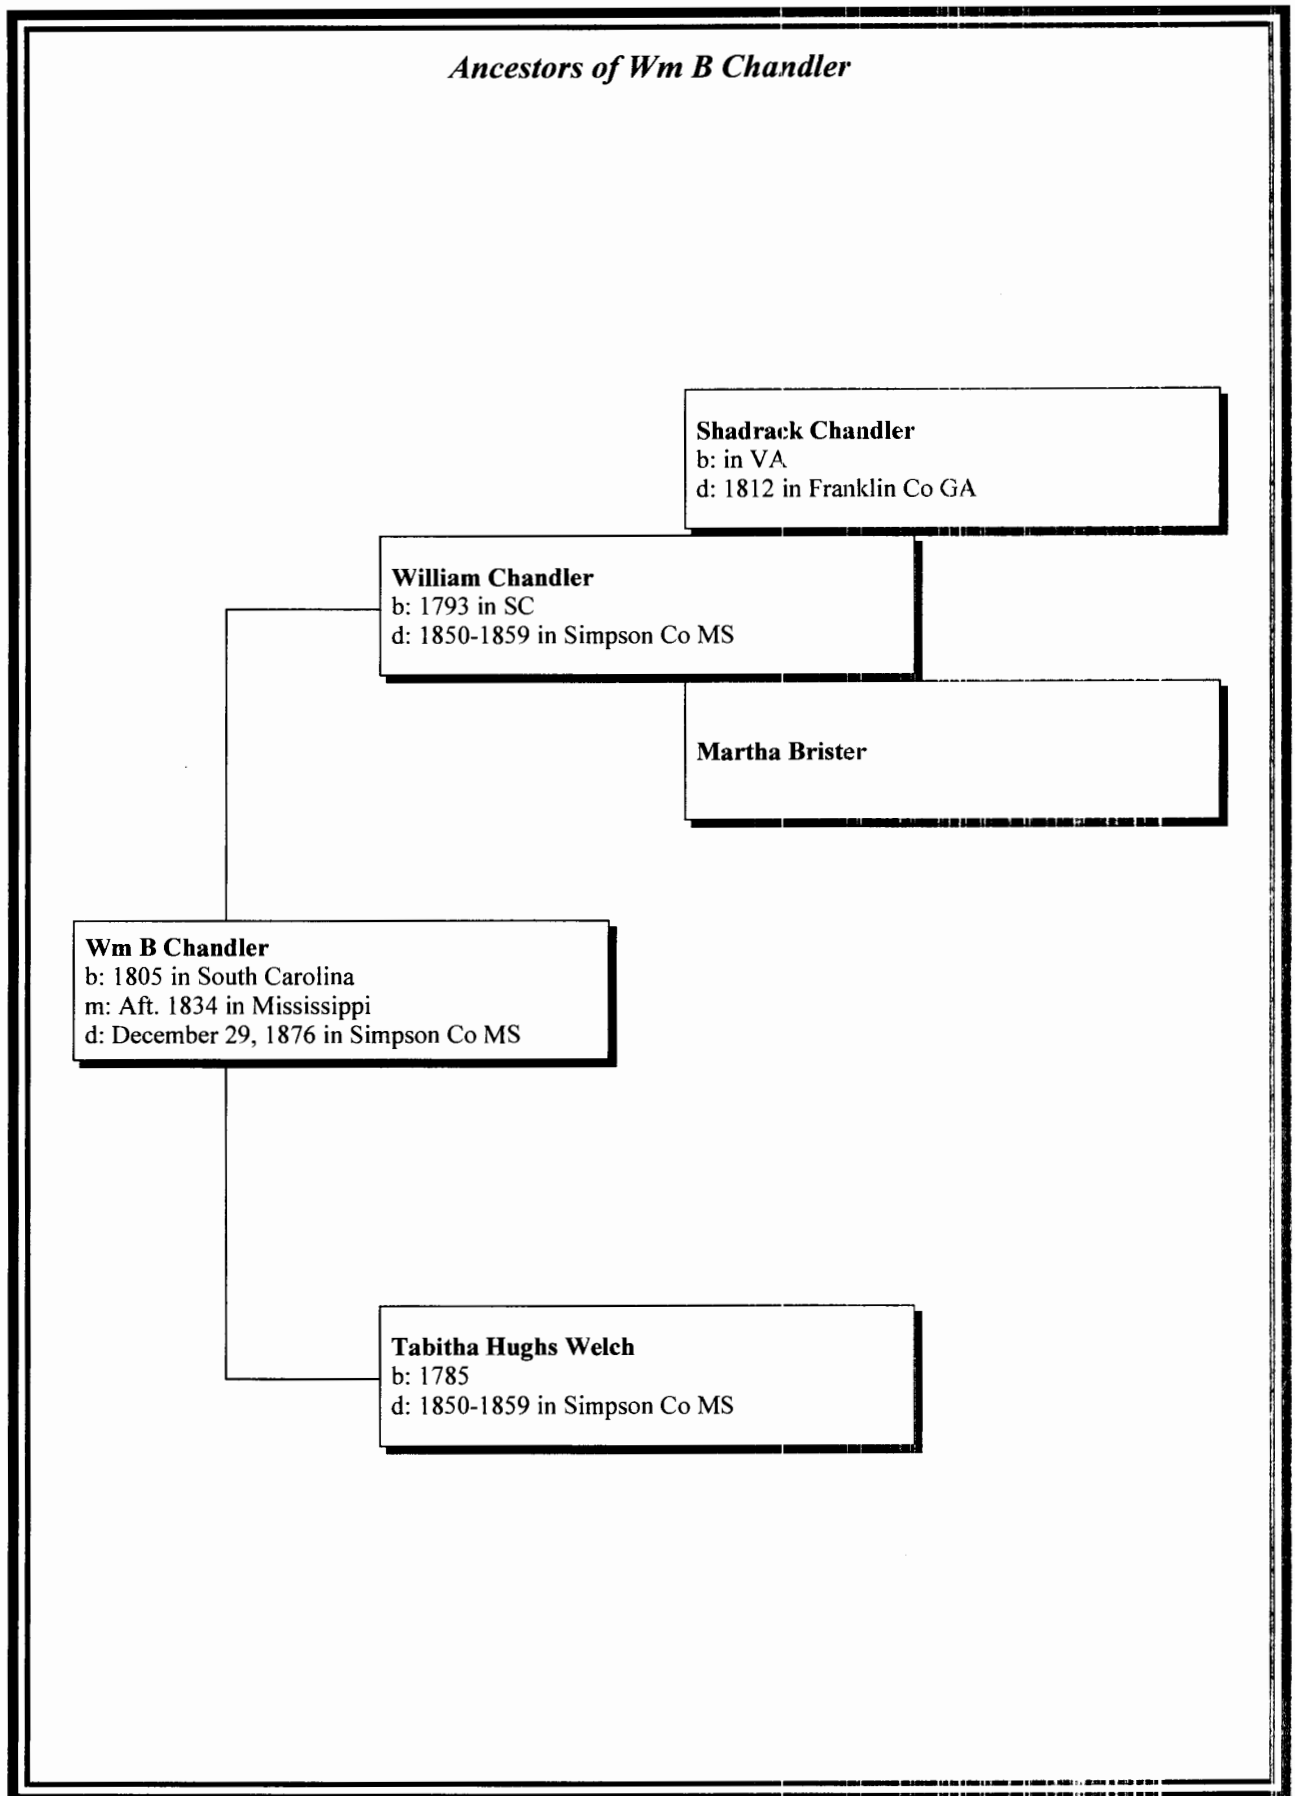 Ancestors of Wm B Chandler
Shadrack Chandler
b: in VA
d: 1812 in Franklin Co GA
William Chandler
b: 1793 in SC
d: 1850-1859 in Simpson Co MS
Martha Brister
Wm B Chandler
b: 1805 in South Carolina
m: Aft. 1834 in Mississippi
d: December 29, 1876 in Simpson Co MS
Tabitha Hughs Welch
b: 1785
d: 1850-1859 in Simpson Co MS